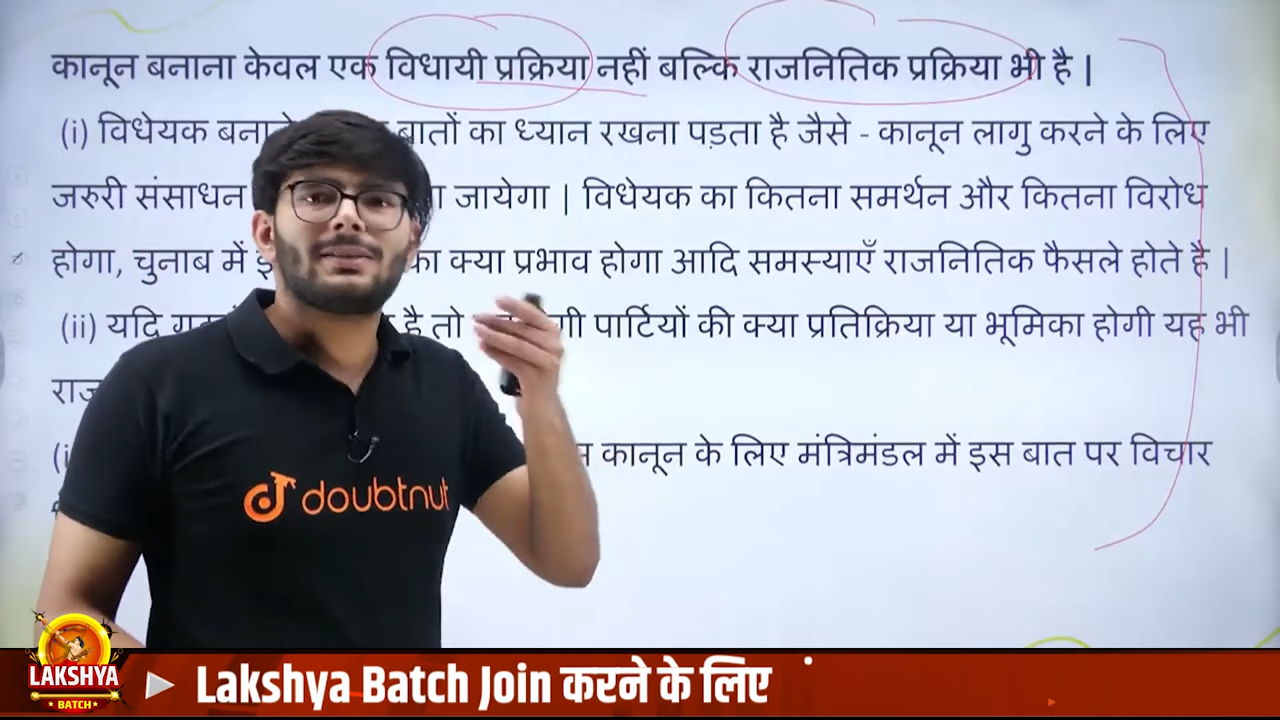 कानून बनाना केवल एक विधायी प्रक्रिया नहीं बल्कि राजनितिक प्रक्रिया भी है |
(i) विधेयक बातों का ध्यान रखना पड़ता है जैसे - कानून लागु करने के लिए
जरुरी संसाधन जायेगा | विधेयक का कितना समर्थन और कितना विरोध
होगा, चुनाब में का क्या प्रभाव होगा आदि समस्याएँ राजनितिक फैसले होते है |
(ii) यदि है तो पार्टियों की क्या प्रतिक्रिया या भूमिका होगी यह भी
कानून के लिए मंत्रिमंडल में इस बात पर विचार
doubtnut
LAKSHYA
BATCH
Lakshya Batch Join करने के लिए